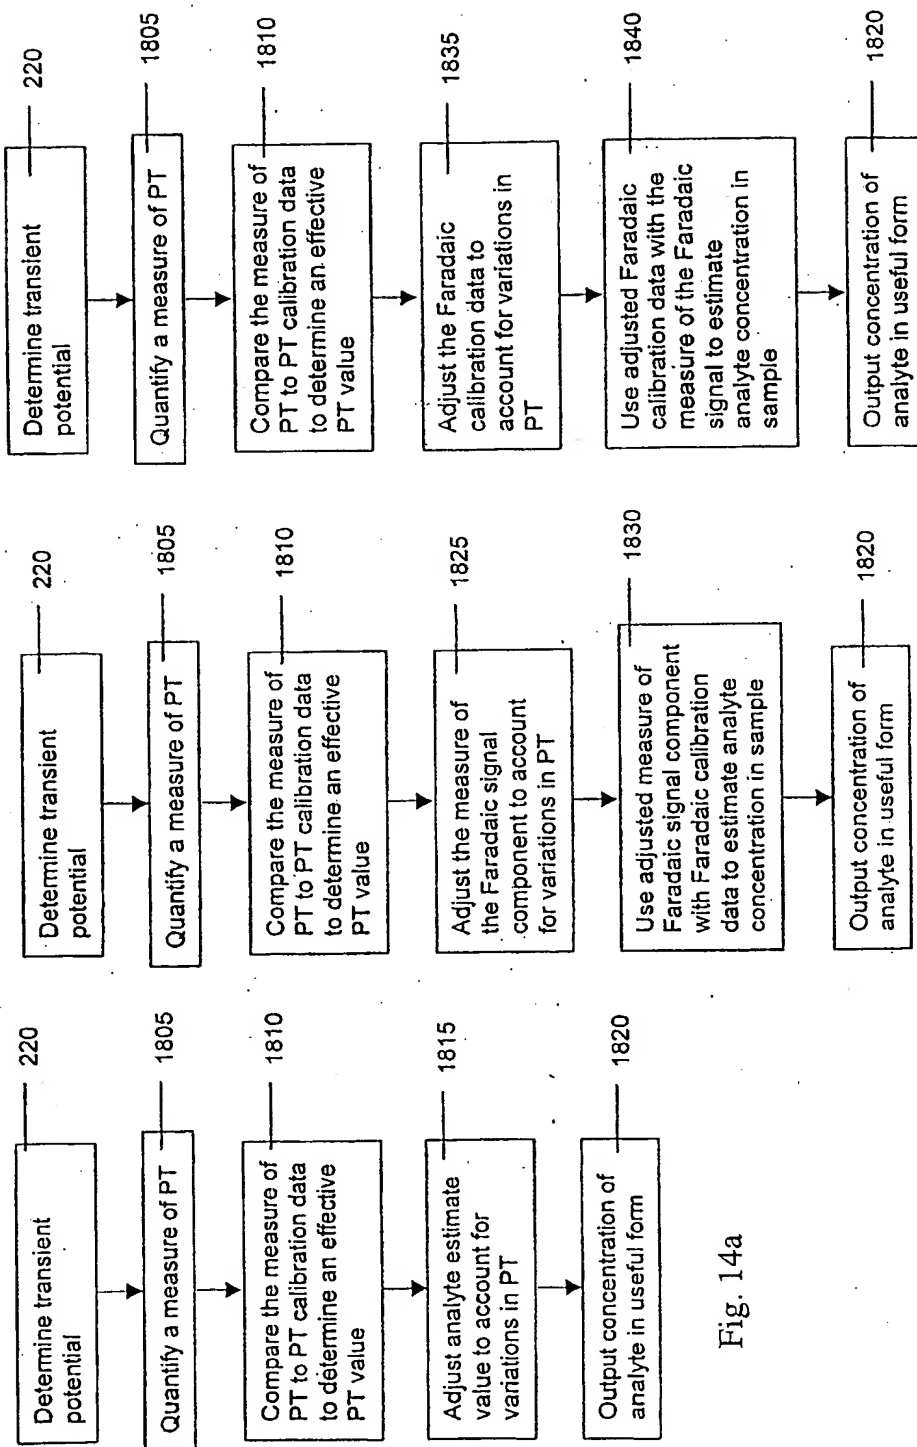 220
Determine transient
potential
1805
Quantify a measure of PT
1810
Compare the measure of
PT to PT calibration data
to determine an effective
PT value
1815
Adjust analyte estimate
value to account for
variations in PT
1820
Output concentration of
analyte in useful form
220
Determine transient
potential
1805
Quantify a measure of PT
1810
Compare the measure of
PT to PT calibration data
to determine an effective
PT value
1825
Adjust the measure of
the Faradaic signal
component to account
for variations in PT
1830
Use adjusted measure of
Faradaic signal component
with Faradaic calibration
data to estimate analyte
concentration in sample
1820
Output concentration of
analyte in useful form
220
Determine transient
potential
1805
Quantify a measure of PT
1810
Compare the measure of
PT to PT calibration data
to determine an effective
PT value
1835
Adjust the Faradaic
calibration data to
account for variations in
PT
1840
Use adjusted Faradaic
calibration data with the
measure of the Faradaic
signal to estimate
analyte concentration in
sample
1820
Output concentration of
analyte in useful form
Fig. 14a